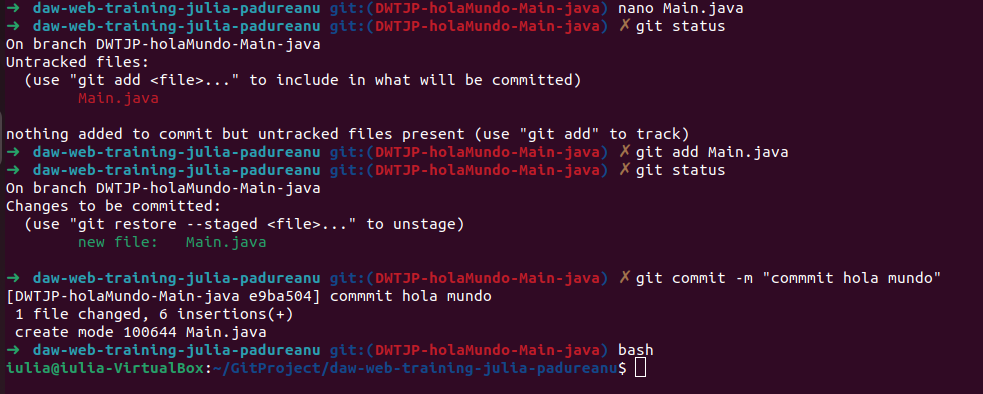 ➜ daw-web-training-julia-padureanu git:(DWTJP-holaMundo-Main-java) nano Main.java
➜ daw-web-training-julia-padureanu git:(DWTJP-holaMundo-Main-java) ✗ git status
On branch DWTJP-holaMundo-Main-java
Untracked files:
  (use "git add <file>..." to include in what will be committed)
        Main.java

nothing added to commit but untracked files present (use "git add" to track)
➜ daw-web-training-julia-padureanu git:(DWTJP-holaMundo-Main-java) ✗ git add Main.java
➜ daw-web-training-julia-padureanu git:(DWTJP-holaMundo-Main-java) ✗ git status
On branch DWTJP-holaMundo-Main-java
Changes to be committed:
  (use "git restore --staged <file>..." to unstage)
        new file:   Main.java

➜ daw-web-training-julia-padureanu git:(DWTJP-holaMundo-Main-java) ✗ git commit -m "commmit hola mundo"
[DWTJP-holaMundo-Main-java e9ba504] commmit hola mundo
 1 file changed, 6 insertions(+)
 create mode 100644 Main.java
➜ daw-web-training-julia-padureanu git:(DWTJP-holaMundo-Main-java) bash
iulia@iulia-VirtualBox:~/GitProject/daw-web-training-julia-padureanu$